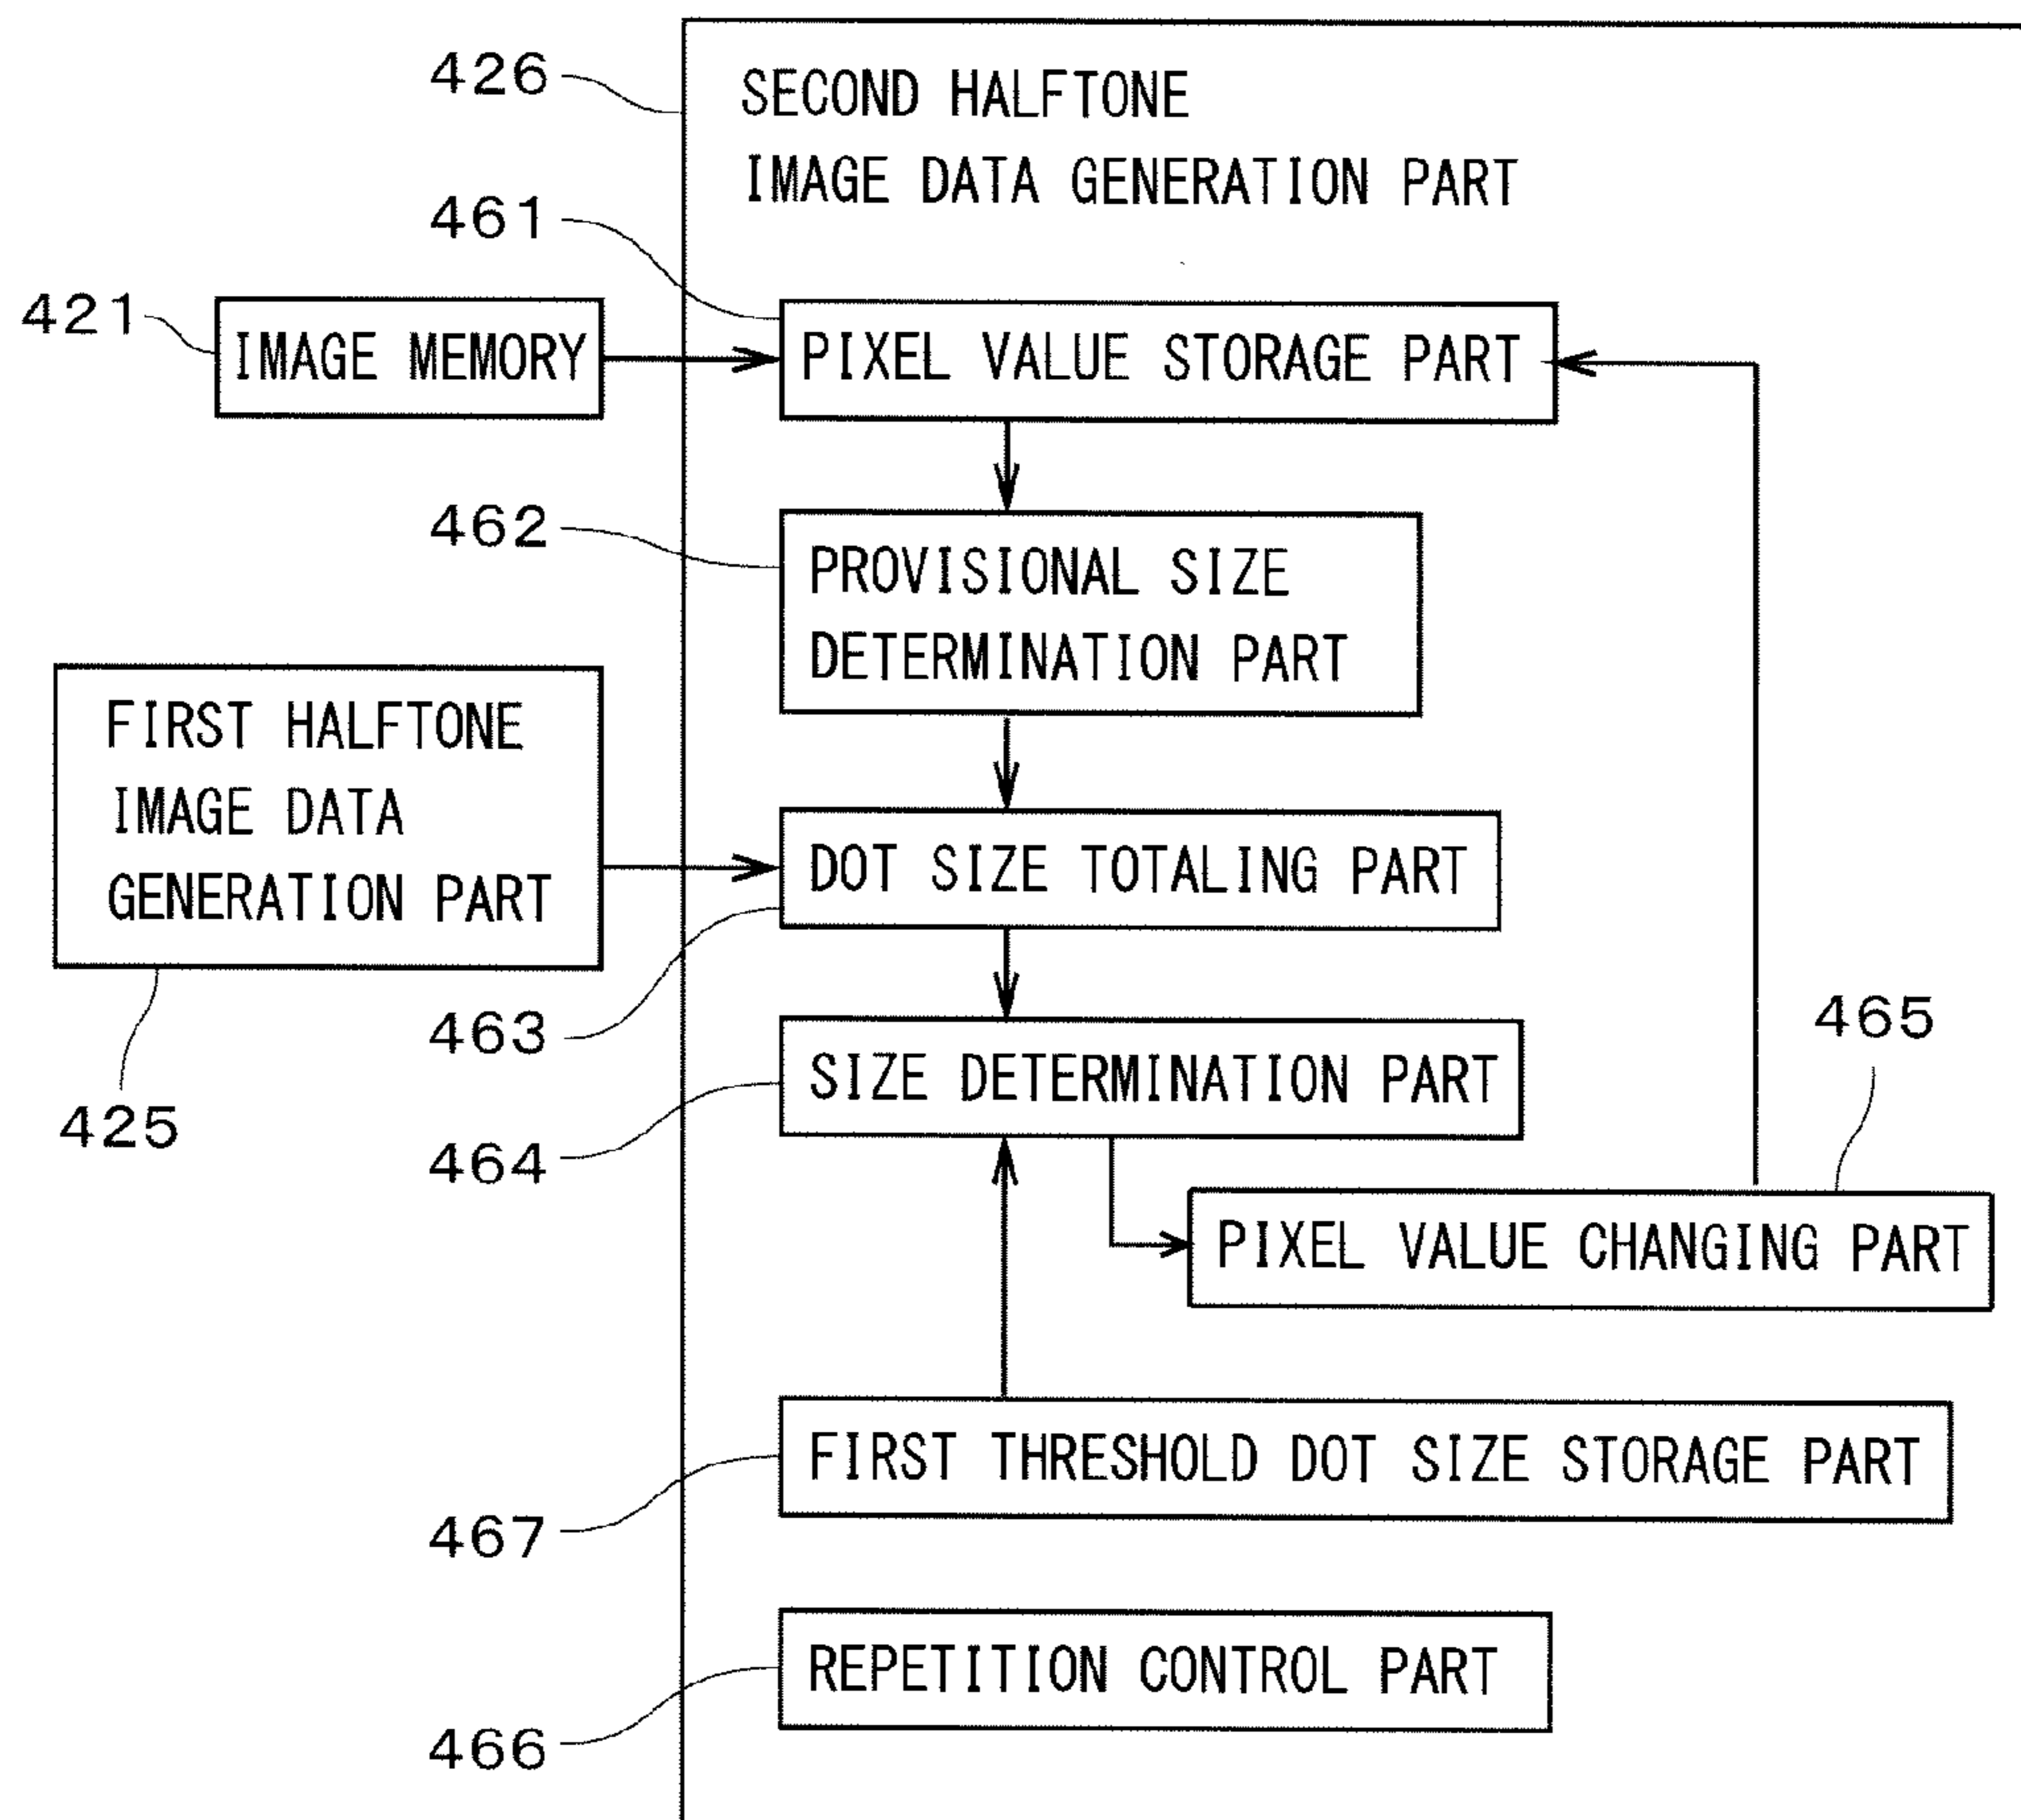 426
SECOND HALFTONE
IMAGE DATA GENERATION PART
461
421
IMAGE MEMORY
PIXEL VALUE STORAGE PART
462
PROVISIONAL SIZE
DETERMINATION PART
FIRST HALFTONE
IMAGE DATA
GENERATION PART
425
DOT SIZE TOTALING PART
463
SIZE DETERMINATION PART
464
465
PIXEL VALUE CHANGING PART
FIRST THRESHOLD DOT SIZE STORAGE PART
467
REPETITION CONTROL PART
466